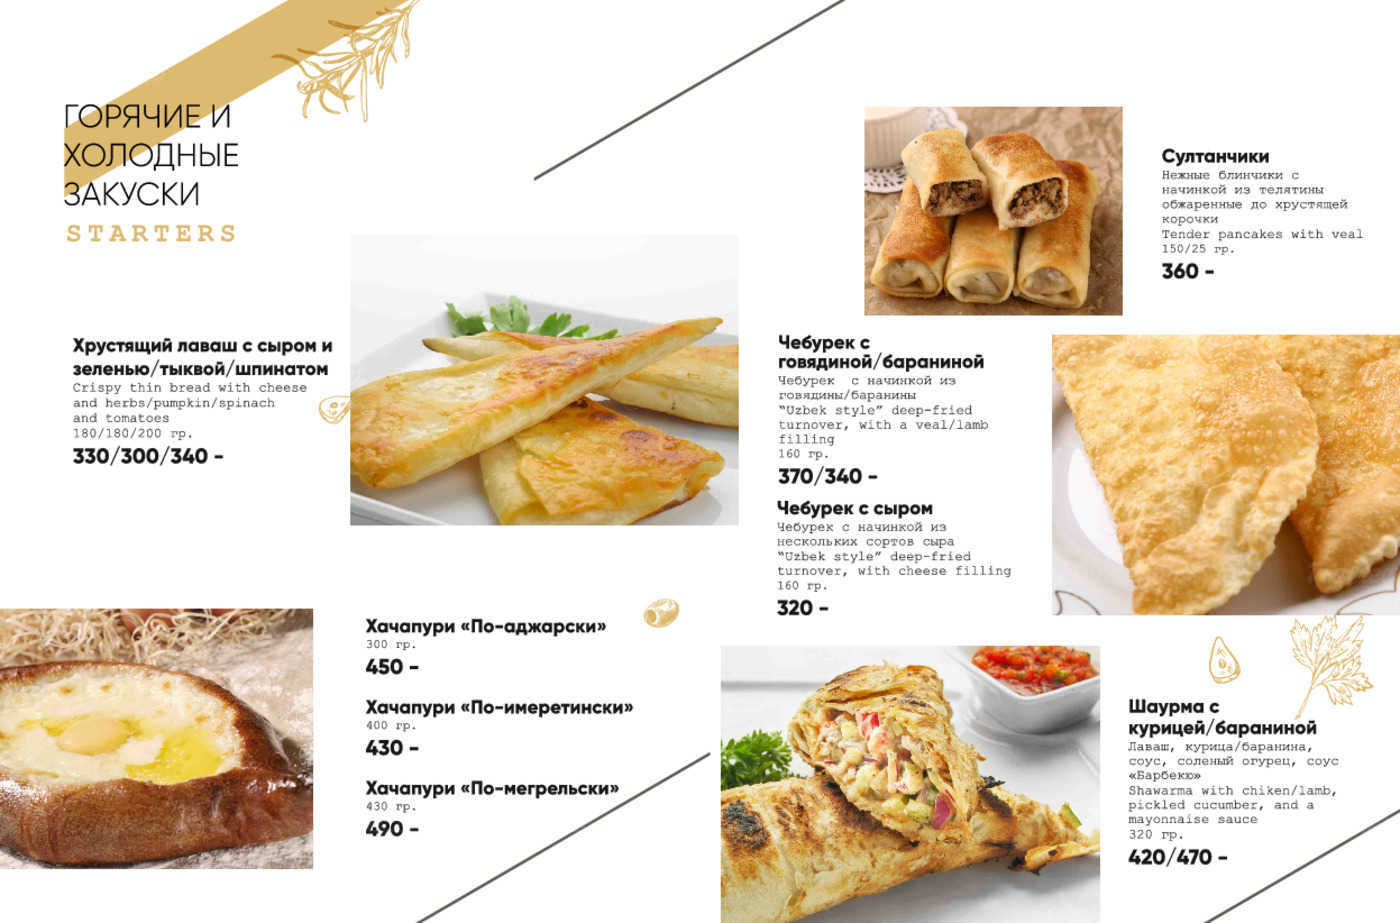 ГОРЯЧИЕ И
ХОЛОДНЫЕ
ЗАКУСКИ
STARTERS
Хрустящий лаваш с сыром и
зеленью/тыквой/шпинатом
Crispy thin bread with cheese
and herbs/pumpkin/spinach
and tomatoes
180/180/200 гр.
330/300/340 -
Хачапури «По-аджарски»
300 гр.
450 -
Хачапури «По-имеретински»
400 гр.
430 -
Хачапури «По-мегрельски»
430 гр.
490 -
Султанчики
Нежные блинчики с
начинкой из телятины
обжаренные до хрустящей
корочки
Tender pancakes with veal
150/25 гр.
360 -
Чебурек с
говядиной/бараниной
Чебурек с начинкой из
говядины/баранины
"Uzbek style" deep-fried
turnover, with a veal/lamb
filling
160 гр.
370/340 -
Чебурек с сыром
Чебурек с начинкой из
нескольких сортов сыра
"Uzbek style" deep-fried
turnover, with cheese filling
160 гр.
320 -
Шаурма с
курицей/бараниной
Лаваш, курица/баранина,
соус, соленый огурец, соус
«Барбекю»
Shawarma with chiken/lamb,
pickled cucumber, and a
mayonnaise sauce
320 гр.
420/470 -